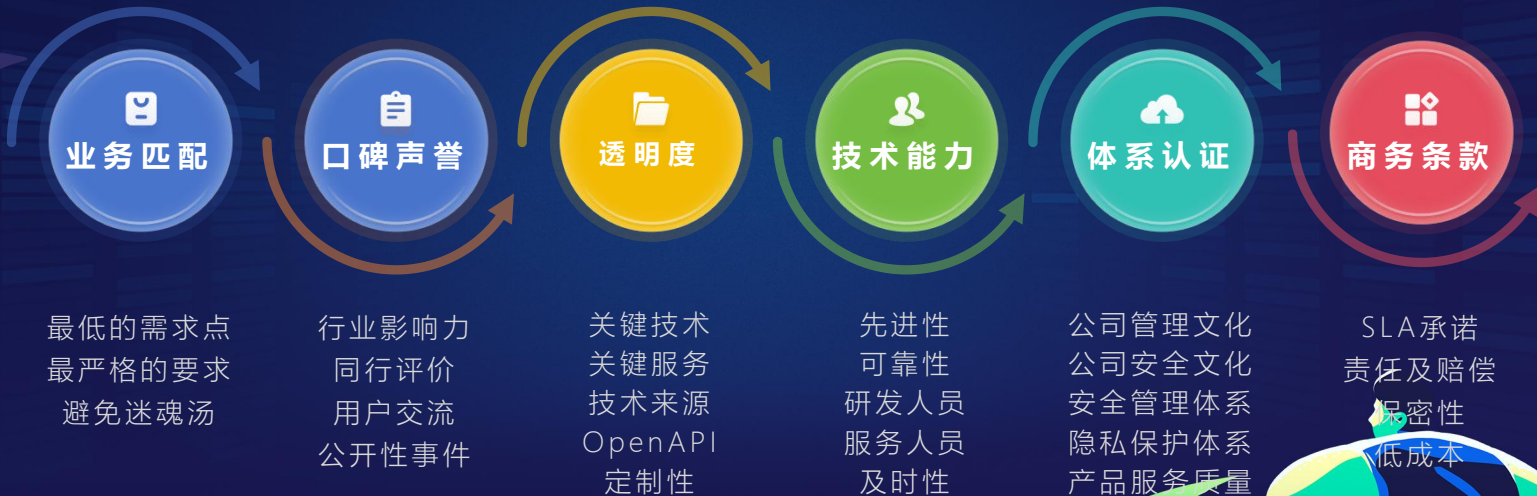 业务匹配
最低的需求点
最严格的要求
避免迷魂汤
口碑声誉
行业影响力
同行评价
用户交流
公开性事件
透明度
关键技术
关键服务
技术来源
OpenAPI
定制性
技术能力
先进性
可靠性
研发人员
服务人员
及时性
体系认证
公司管理文化
公司安全文化
安全管理体系
隐私保护体系
产品服务质量
商务条款
SLA承诺
责任及赔偿
保密性
低成本